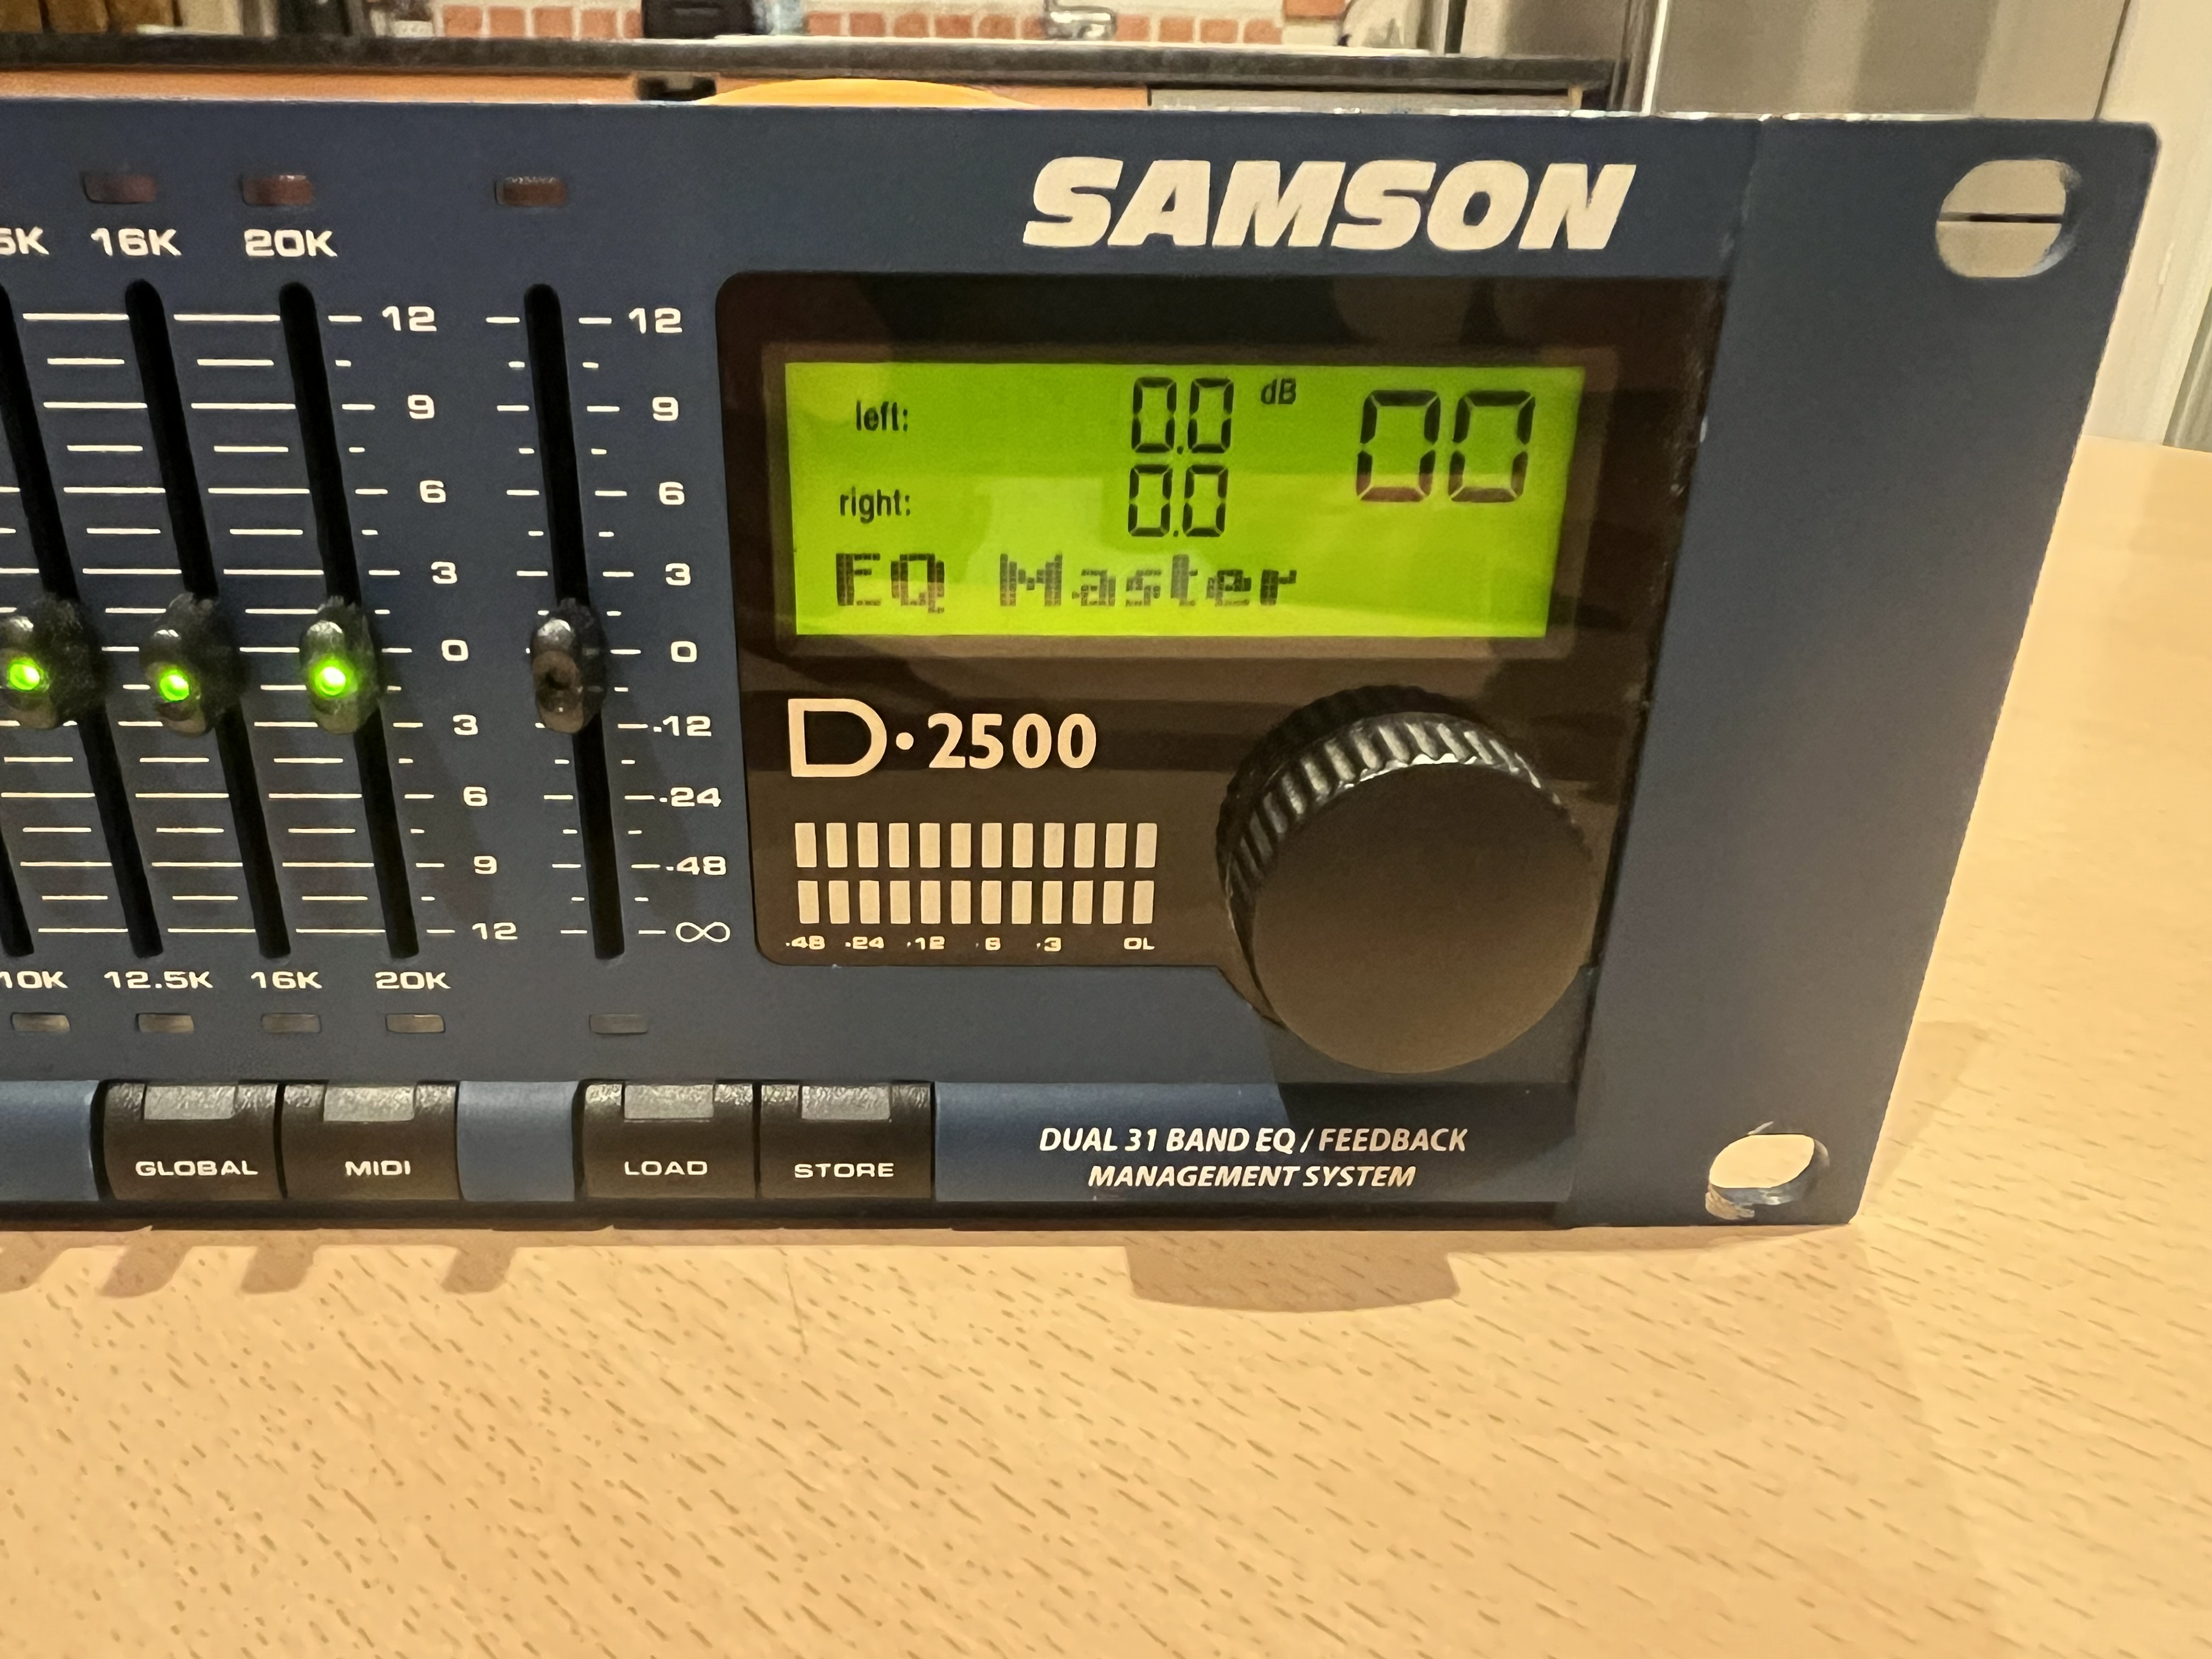 SAMSON
16K 20K
12 12
9 9
6 6
3 3
0 0
3 -12
6 -24
9 -48
12 ∞
10K 12.5K 16K 20K
left: 0.0 dB 00
right: 0.0
EQ Master
D•2500
-48 -24 -12 -6 -3 OL
GLOBAL MIDI LOAD STORE
DUAL 31 BAND EQ / FEEDBACK
MANAGEMENT SYSTEM